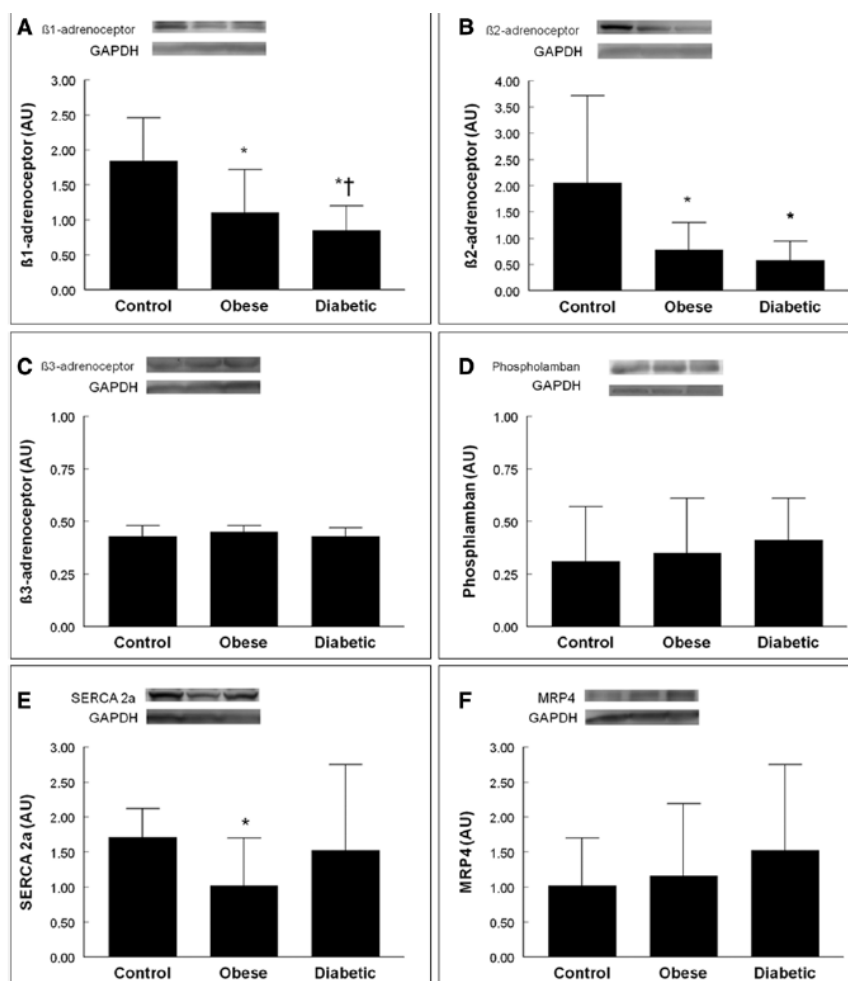 A
ß1-adrenoceptor
GAPDH
ß1-adrenoceptor (AU)
3.00
2.50
2.00
1.50
1.00
0.50
0.00
*
*†
Control Obese Diabetic
B
ß2-adrenoceptor
GAPDH
ß2-adrenoceptor (AU)
4.00
3.50
3.00
2.50
2.00
1.50
1.00
0.50
0.00
*
*
Control Obese Diabetic
C
ß3-adrenoceptor
GAPDH
ß3-adrenoceptor (AU)
1.00
0.75
0.50
0.25
0.00
Control Obese Diabetic
D
Phospholamban
GAPDH
Phosphlamban (AU)
1.00
0.75
0.50
0.25
0.00
Control Obese Diabetic
E
SERCA 2a
GAPDH
SERCA 2a (AU)
3.00
2.50
2.00
1.50
1.00
0.50
0.00
*
Control Obese Diabetic
F
MRP4
GAPDH
MRP4 (AU)
3.00
2.50
2.00
1.50
1.00
0.50
0.00
Control Obese Diabetic